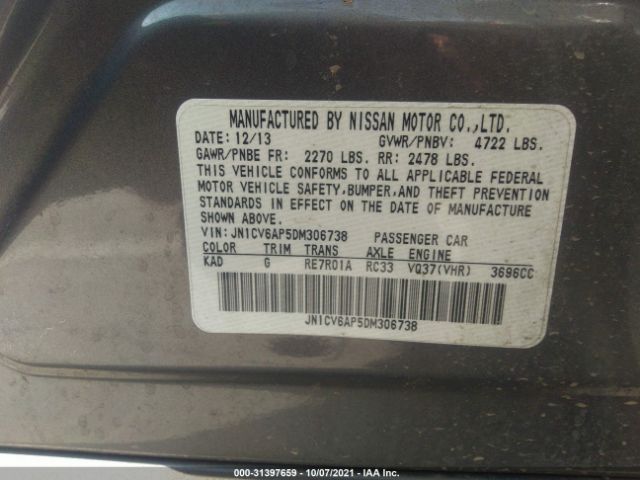 MANUFACTURED BY NISSAN MOTOR CO.,LTD.
DATE: 12/13 GVWR/PNBV: 4722 LBS.
GAWR/PNBE FR: 2270 LBS. RR: 2478 LBS.
THIS VEHICLE CONFORMS TO ALL APPLICABLE FEDERAL
MOTOR VEHICLE SAFETY,BUMPER,AND THEFT PREVENTION
STANDARDS IN EFFECT ON THE DATE OF MANUFACTURE
SHOWN ABOVE.
VIN: JN1CV6AP5DM306738 PASSENGER CAR
COLOR TRIM TRANS AXLE ENGINE
KAD G RE7R01A RC33 VQ37(VHR) 3696CC
JN1CV6AP5DM306738
000-31397659 - 10/07/2021 - IAA Inc.